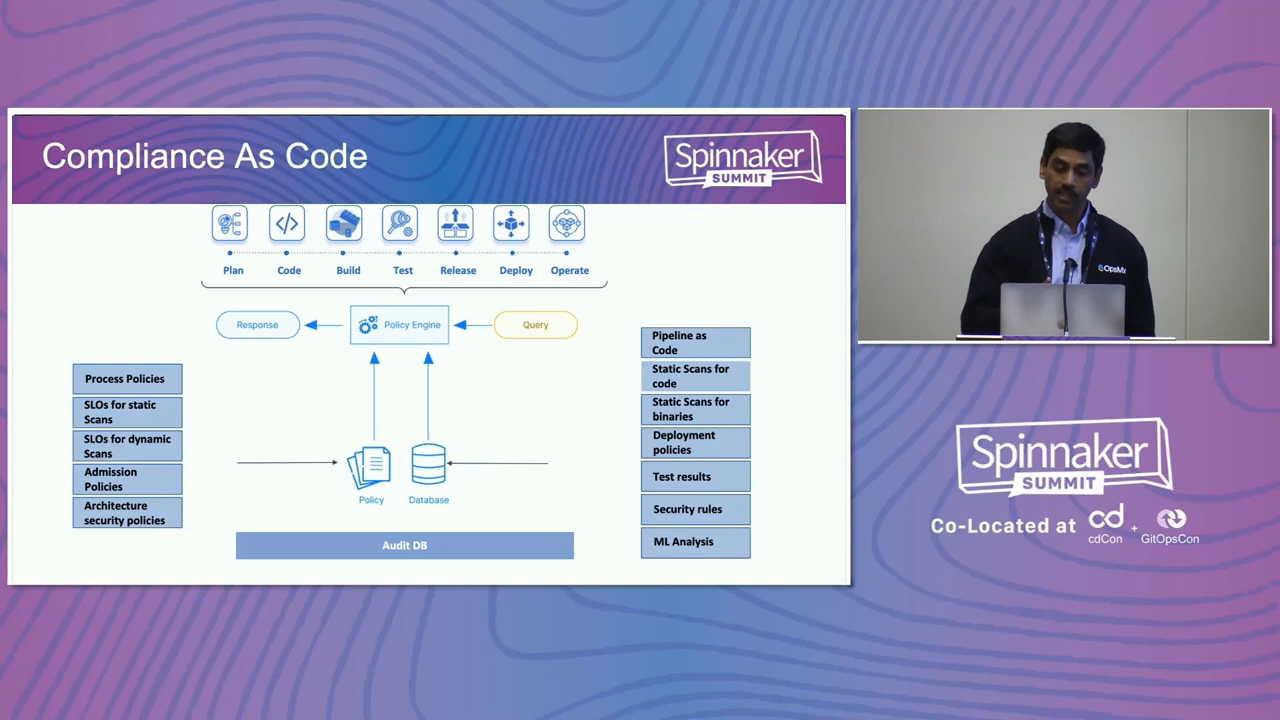 Compliance As Code
Spinnaker
SUMMIT
Plan
Code
Build
Test
Release
Deploy
Operate
Response
Policy Engine
Query
Process Policies
SLOs for static
Scans
SLOs for dynamic
Scans
Admission
Policies
Architecture
security policies
Policy
Database
Audit DB
Pipeline as
Code
Static Scans for
code
Static Scans for
binaries
Deployment
policies
Test results
Security rules
ML Analysis
OpsMx
Spinnaker
SUMMIT
Co-Located at
cd
cdCon
+
GitOpsCon